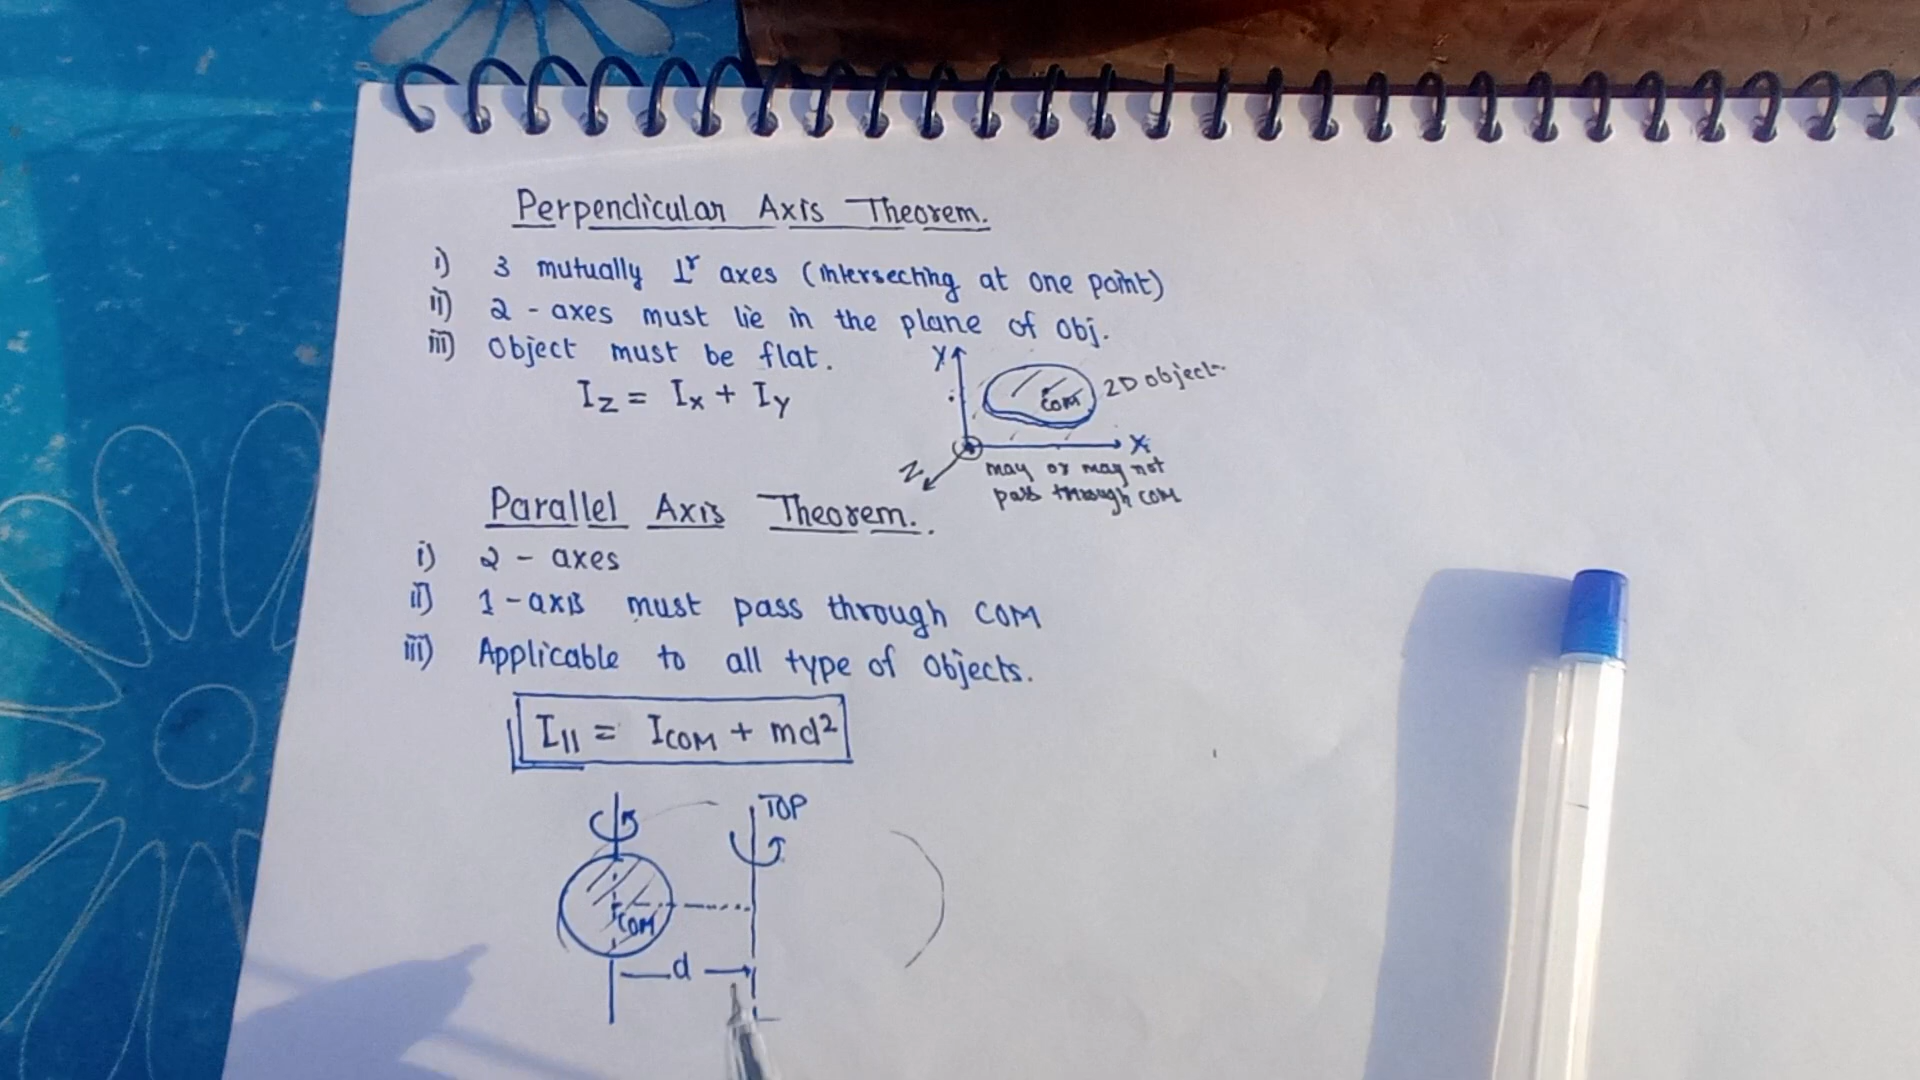 Perpendicular Axis Theorem.
i) 3 mutually ⊥r axes (intersecting at one point)
ii) 2 - axes must lie in the plane of obj.
iii) Object must be flat.
Iz = Ix + Iy
Y
COM
2D object
X
Z
may or may not
pass through COM
Parallel Axis Theorem.
i) 2 - axes
ii) 1 - axis must pass through COM
iii) Applicable to all type of Objects.
I|| = ICOM + md²
TOP
COM
d